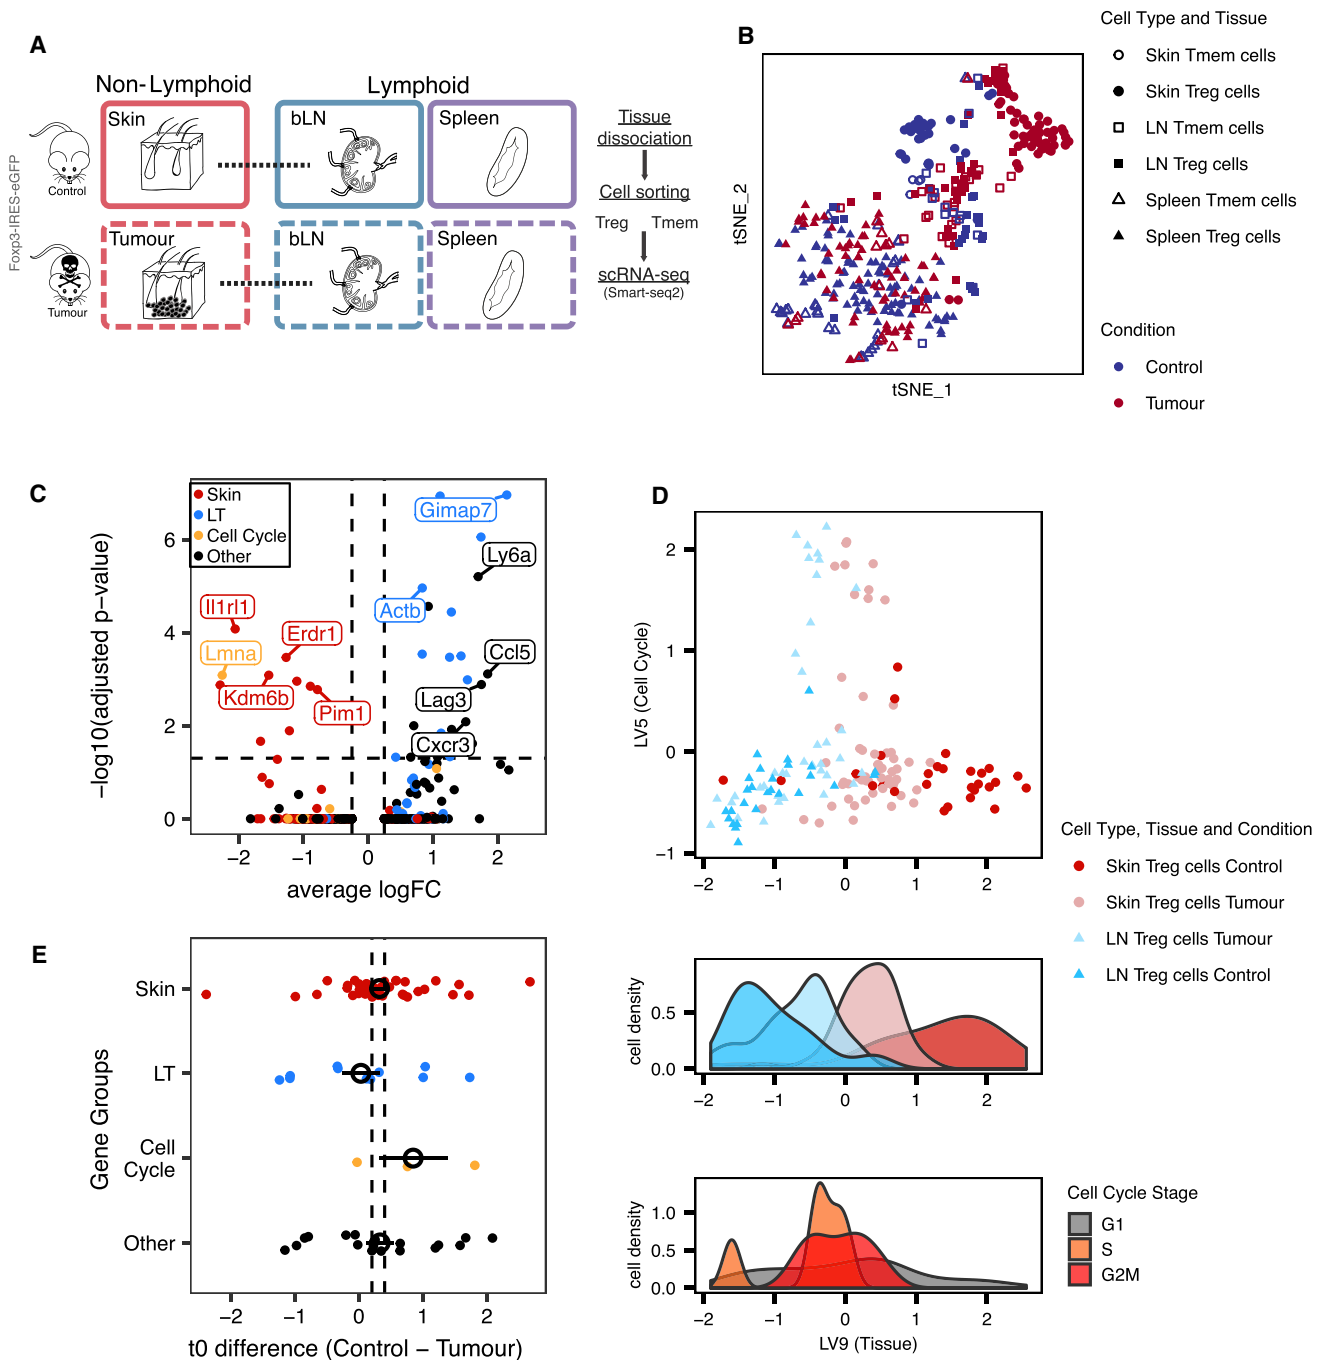 A
Non-Lymphoid
Lymphoid
Foxp3-IRES-eGFP
Control
Skin
bLN
Spleen
Tumour
Tumour
bLN
Spleen
Tissue
dissociation
Cell sorting
Treg Tmem
scRNA-seq
(Smart-seq2)
B
tSNE_2
tSNE_1
Cell Type and Tissue
Skin Tmem cells
Skin Treg cells
LN Tmem cells
LN Treg cells
Spleen Tmem cells
Spleen Treg cells
Condition
Control
Tumour
C
−log10(adjusted p−value)
6
4
2
0
Skin
LT
Cell Cycle
Other
Gimap7
Ly6a
Actb
Il1rl1
Erdr1
Lmna
Ccl5
Kdm6b
Lag3
Pim1
Cxcr3
−2 −1 0 1 2
average logFC
D
LV5 (Cell Cycle)
2
1
0
−1
−2 −1 0 1 2
Cell Type, Tissue and Condition
Skin Treg cells Control
Skin Treg cells Tumour
LN Treg cells Tumour
LN Treg cells Control
cell density
0.5
0.0
−2 −1 0 1 2
cell density
1.0
0.5
0.0
−2 −1 0 1 2
LV9 (Tissue)
Cell Cycle Stage
G1
S
G2M
E
Gene Groups
Skin
LT
Cell
Cycle
Other
−2 −1 0 1 2
t0 difference (Control − Tumour)